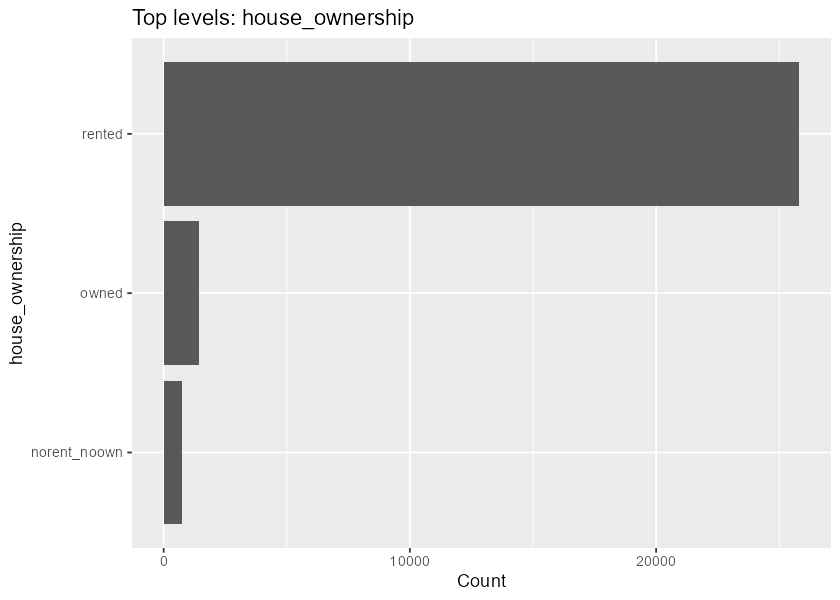 Top levels: house_ownership
house_ownership
rented
owned
norent_noown
0 10000 20000
Count